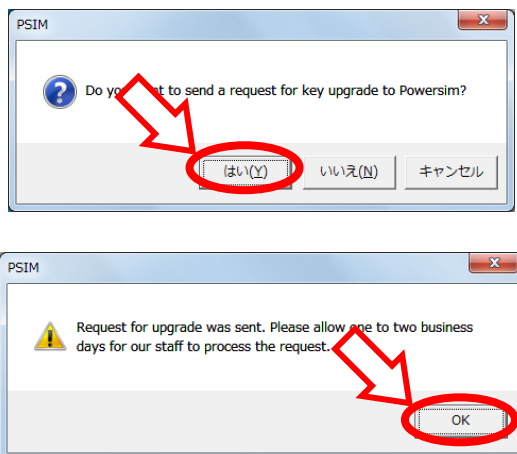 PSIM
Do you to send a request for key upgrade to Powersim?
はい(Y)
いいえ(N)
キャンセル
PSIM
Request for upgrade was sent. Please allow one to two business
days for our staff to process the request.
OK